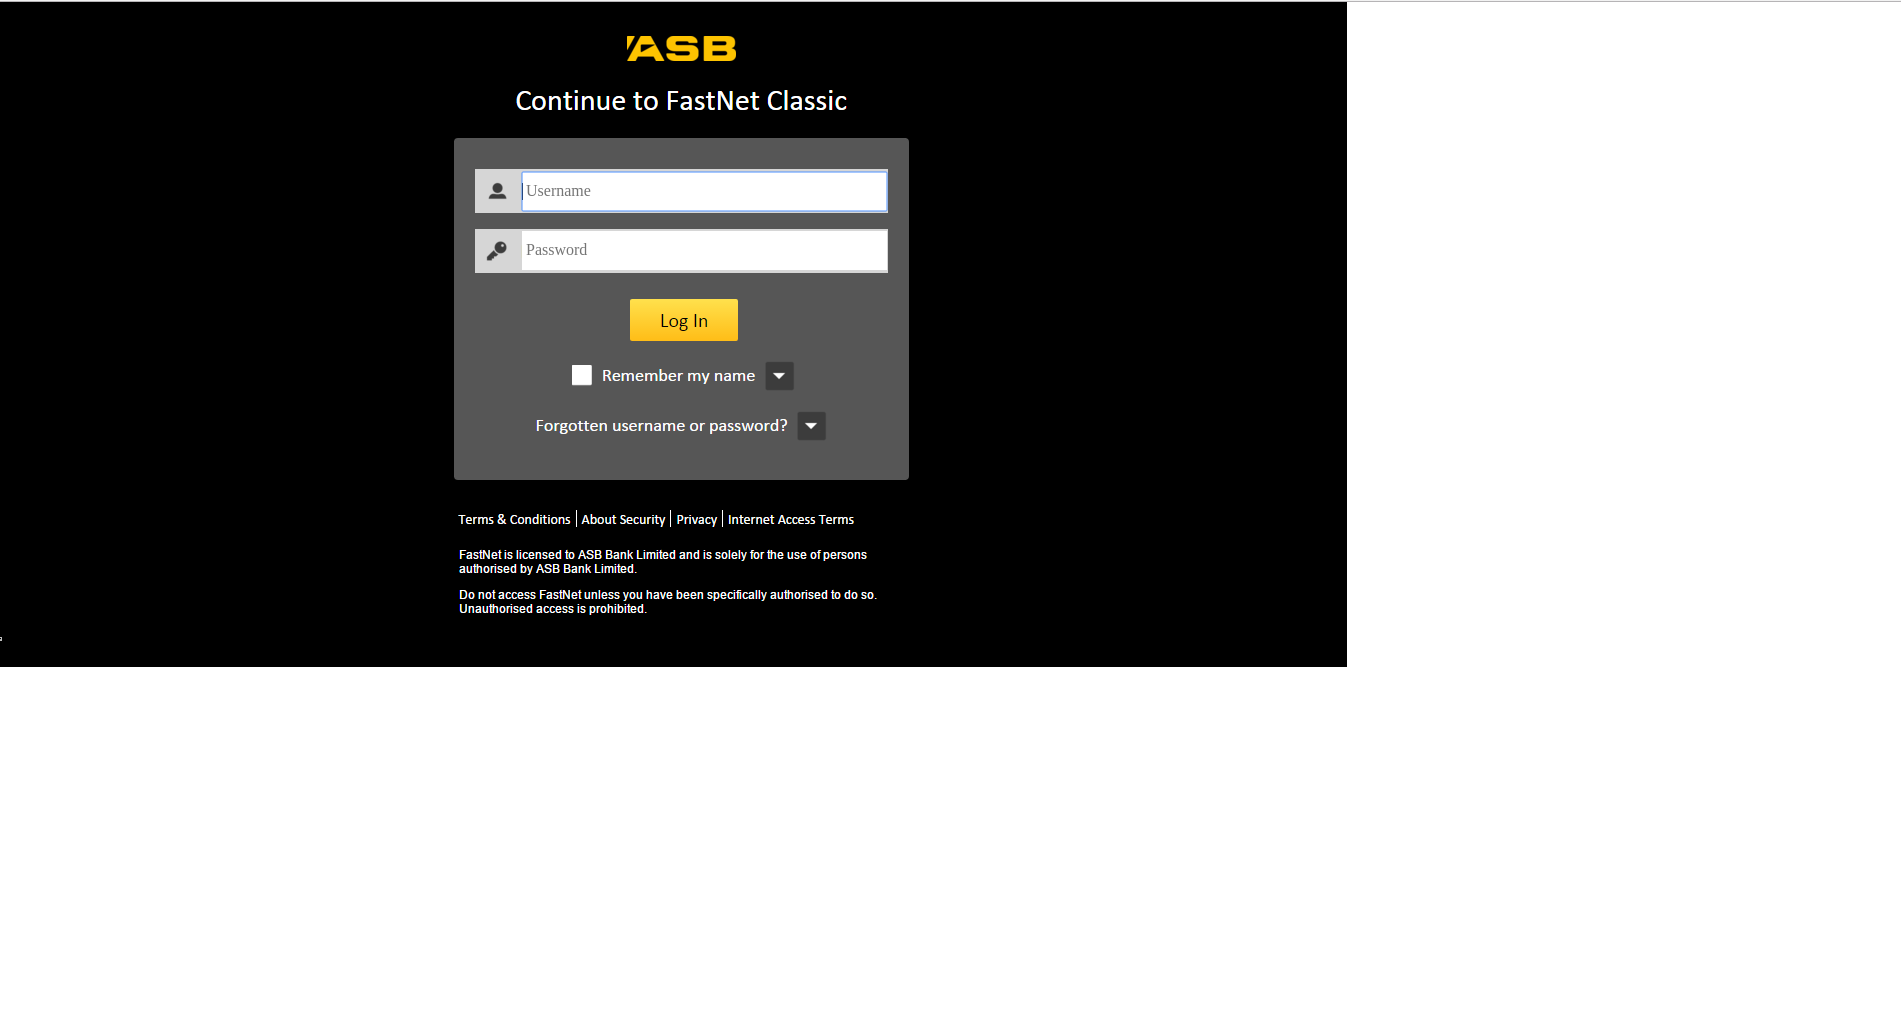 ASB
Continue to FastNet Classic
Username
Password
Log In
Remember my name
Forgotten username or password?
Terms & Conditions | About Security | Privacy | Internet Access Terms
FastNet is licensed to ASB Bank Limited and is solely for the use of persons
authorised by ASB Bank Limited.
Do not access FastNet unless you have been specifically authorised to do so.
Unauthorised access is prohibited.